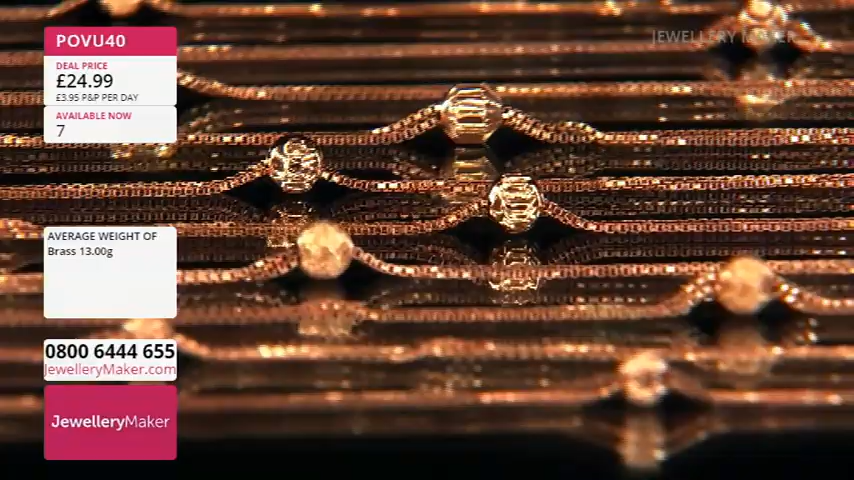 POVU40
DEAL PRICE
£24.99
£3.95 P&P PER DAY
AVAILABLE NOW
7
AVERAGE WEIGHT OF
Brass 13.00g
0800 6444 655
JewelleryMaker.com
JewelleryMaker
JEWELLERY MAKER